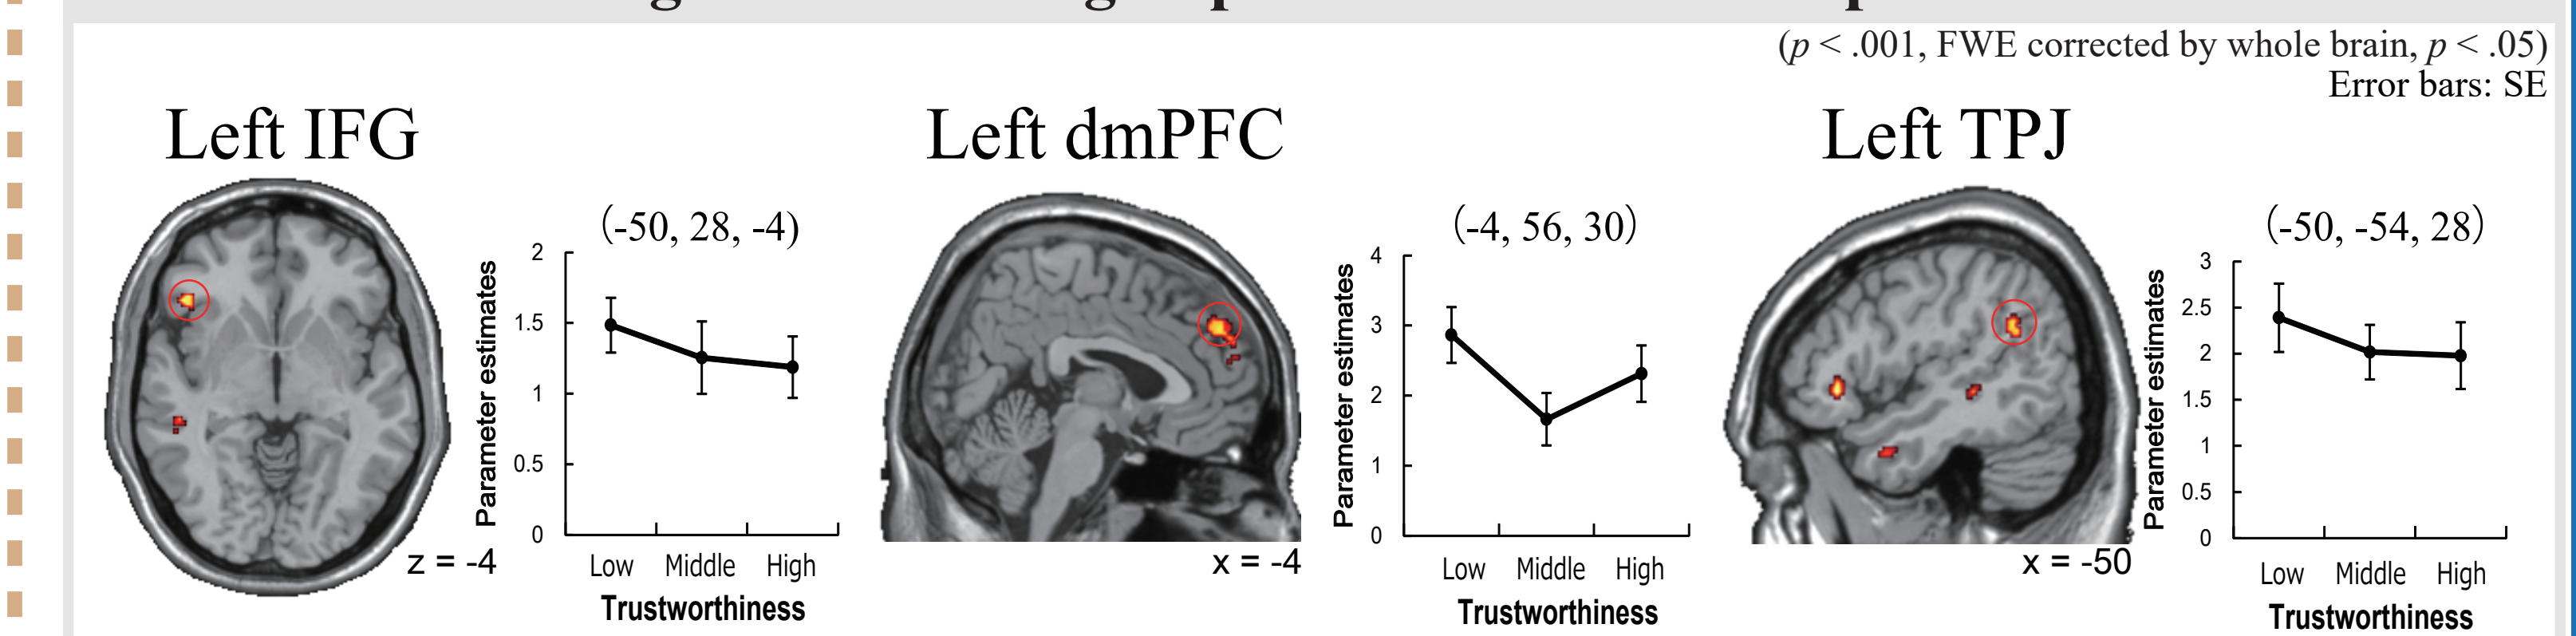 (p < .001, FWE corrected by whole brain, p < .05)
Error bars: SE
Left IFG
(-50, 28, -4)
Parameter estimates
2
1.5
1
0.5
0
Low Middle High
Trustworthiness
z = -4
Left dmPFC
(-4, 56, 30)
Parameter estimates
4
3
2
1
0
Low Middle High
Trustworthiness
x = -4
Left TPJ
(-50, -54, 28)
Parameter estimates
3
2.5
2
1.5
1
0.5
0
Low Middle High
Trustworthiness
x = -50